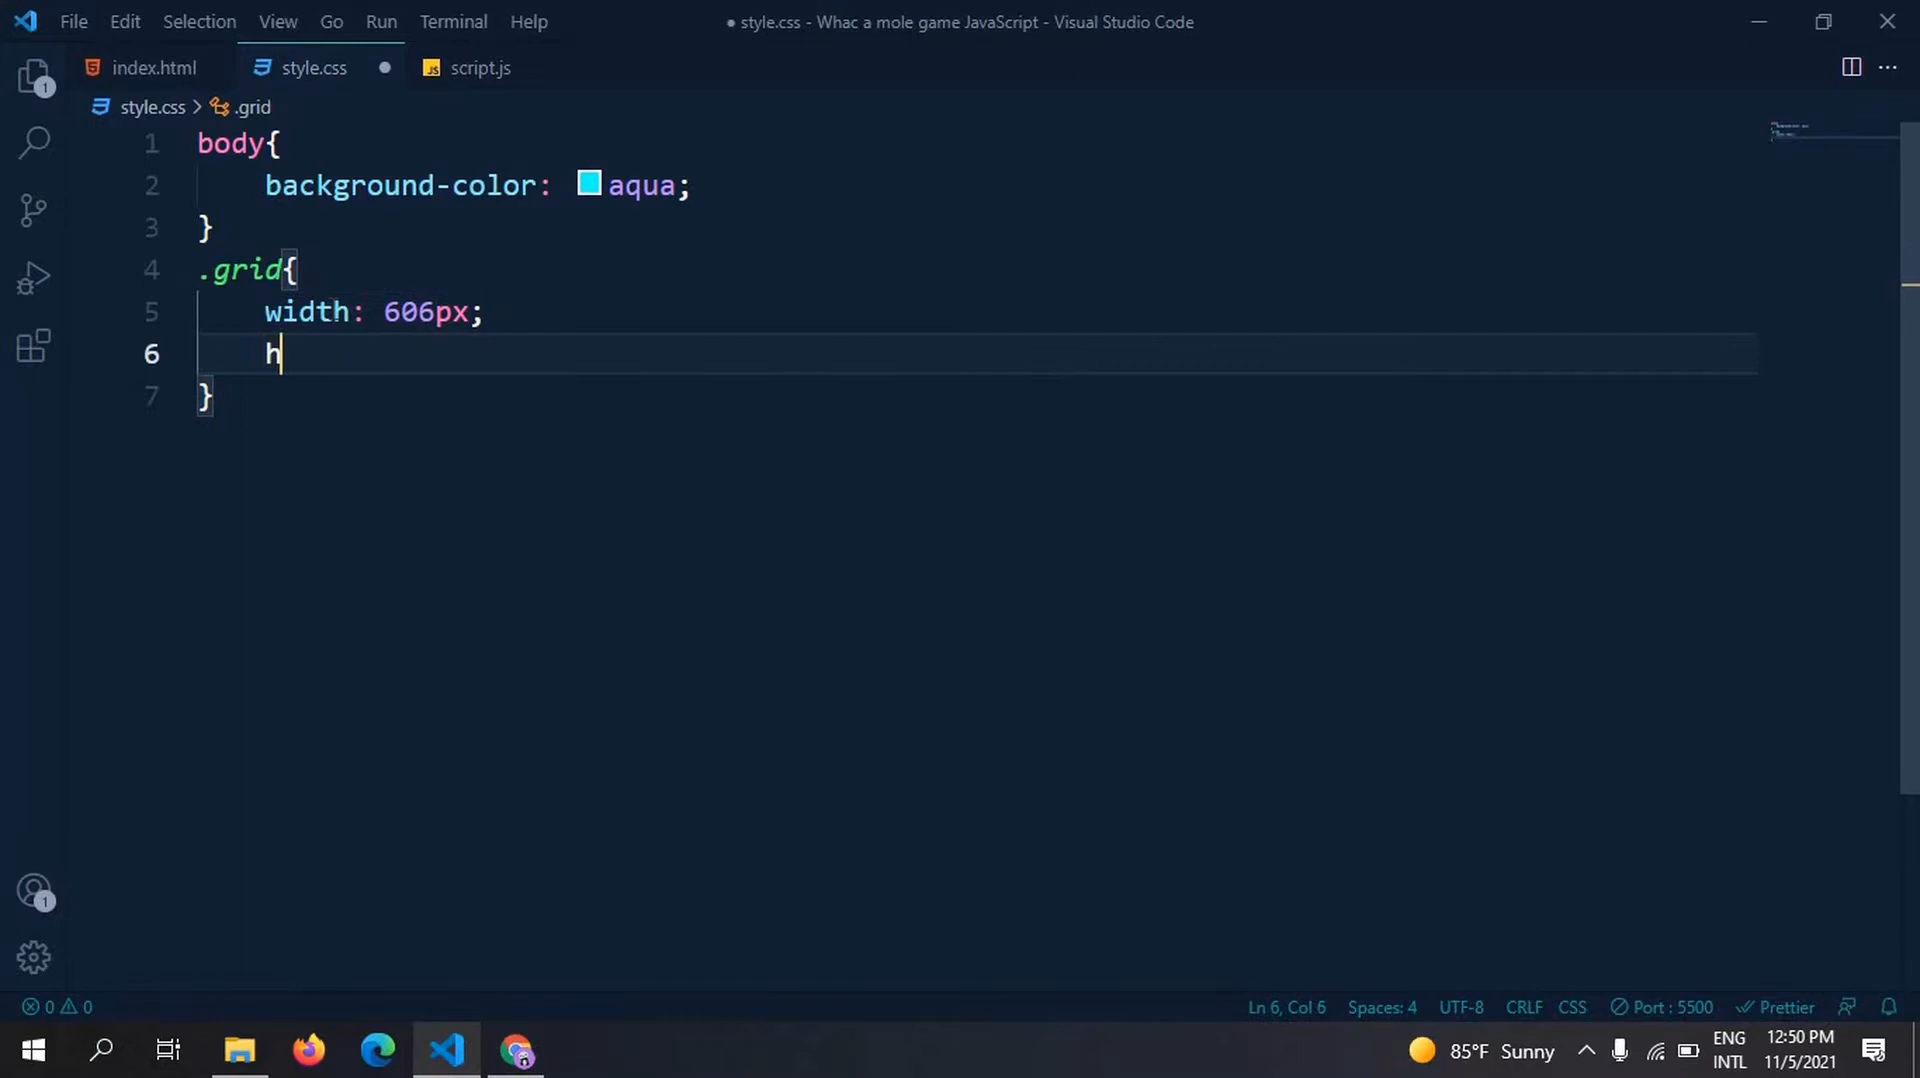 File Edit Selection View Go Run Terminal Help
● style.css - Whac a mole game JavaScript - Visual Studio Code
index.html style.css ● JS script.js
1
style.css > .grid
1 body{
2 background-color: aqua;
3 }
4 .grid{
5 width: 606px;
6 h
7 }
1
0 0
Ln 6, Col 6 Spaces: 4 UTF-8 CRLF CSS Port : 5500 Prettier
85°F Sunny
ENG
INTL
12:50 PM
11/5/2021